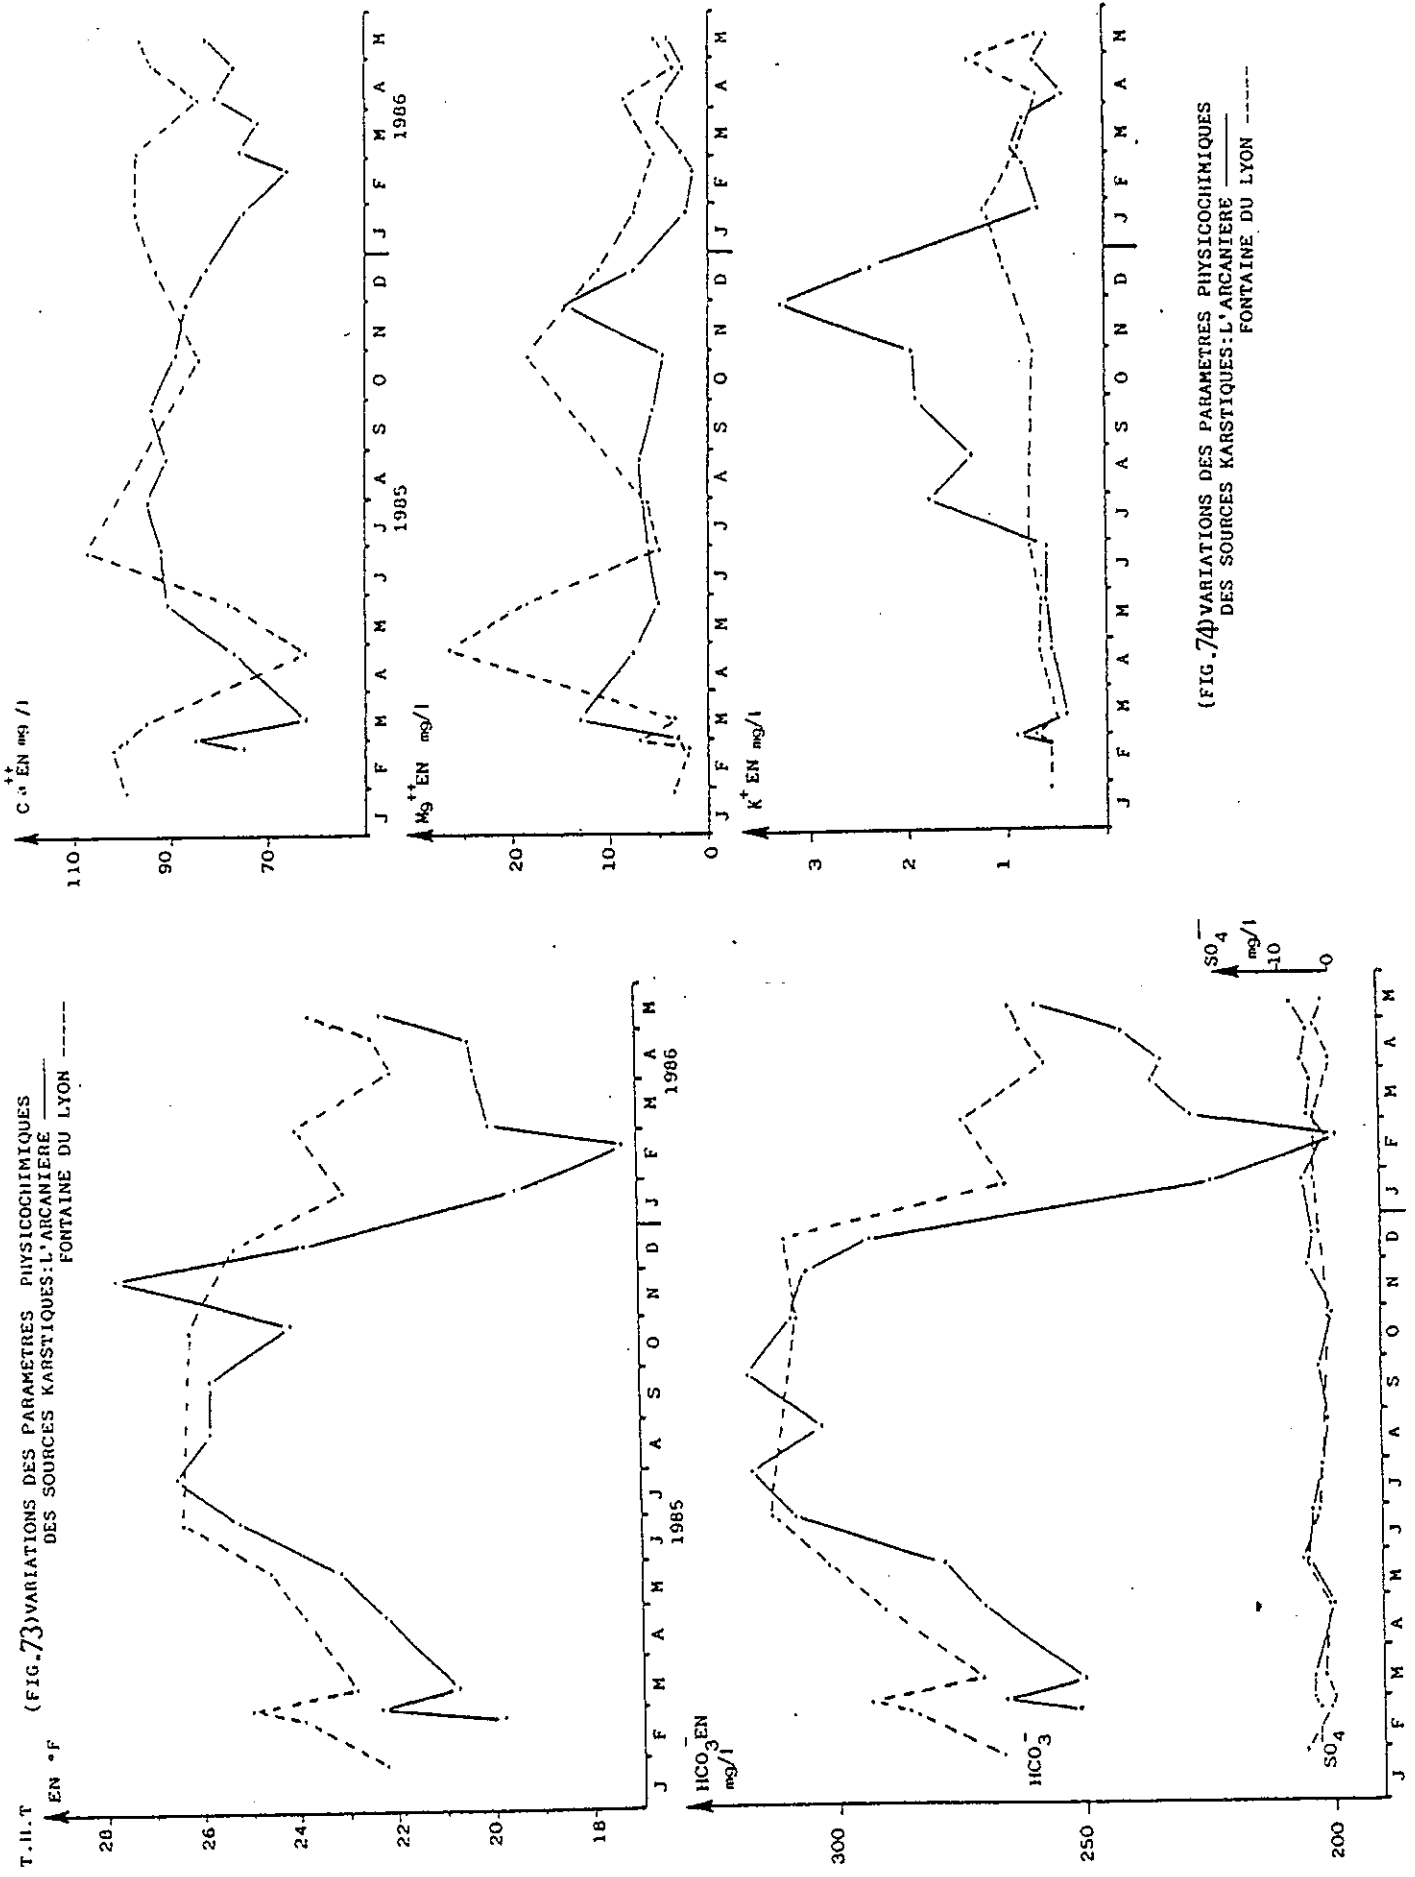 (FIG.73)VARIATIONS DES PARAMETRES PHYSICOCHIMIQUES
DES SOURCES KARSTIQUES:L'ARCANIERE ———
FONTAINE DU LYON -----
T.H.T
EN °F
28
26
24
22
20
18
J F M A M J J A S O N D J F M A M
1985 1986
HCO3- EN
mg/l
300
250
200
HCO3-
SO4--
SO4--
mg/l
10
0
J F M A M J J A S O N D J F M A M
Ca++ EN mg/l
110
90
70
J F M A M J J A S O N D J F M A M
1985 1986
Mg++ EN mg/l
20
10
0
J F M A M J J A S O N D J F M A M
K+ EN mg/l
3
2
1
J F M A M J J A S O N D J F M A M
(FIG.74)VARIATIONS DES PARAMETRES PHYSICOCHIMIQUES
DES SOURCES KARSTIQUES:L'ARCANIERE ———
FONTAINE DU LYON -----